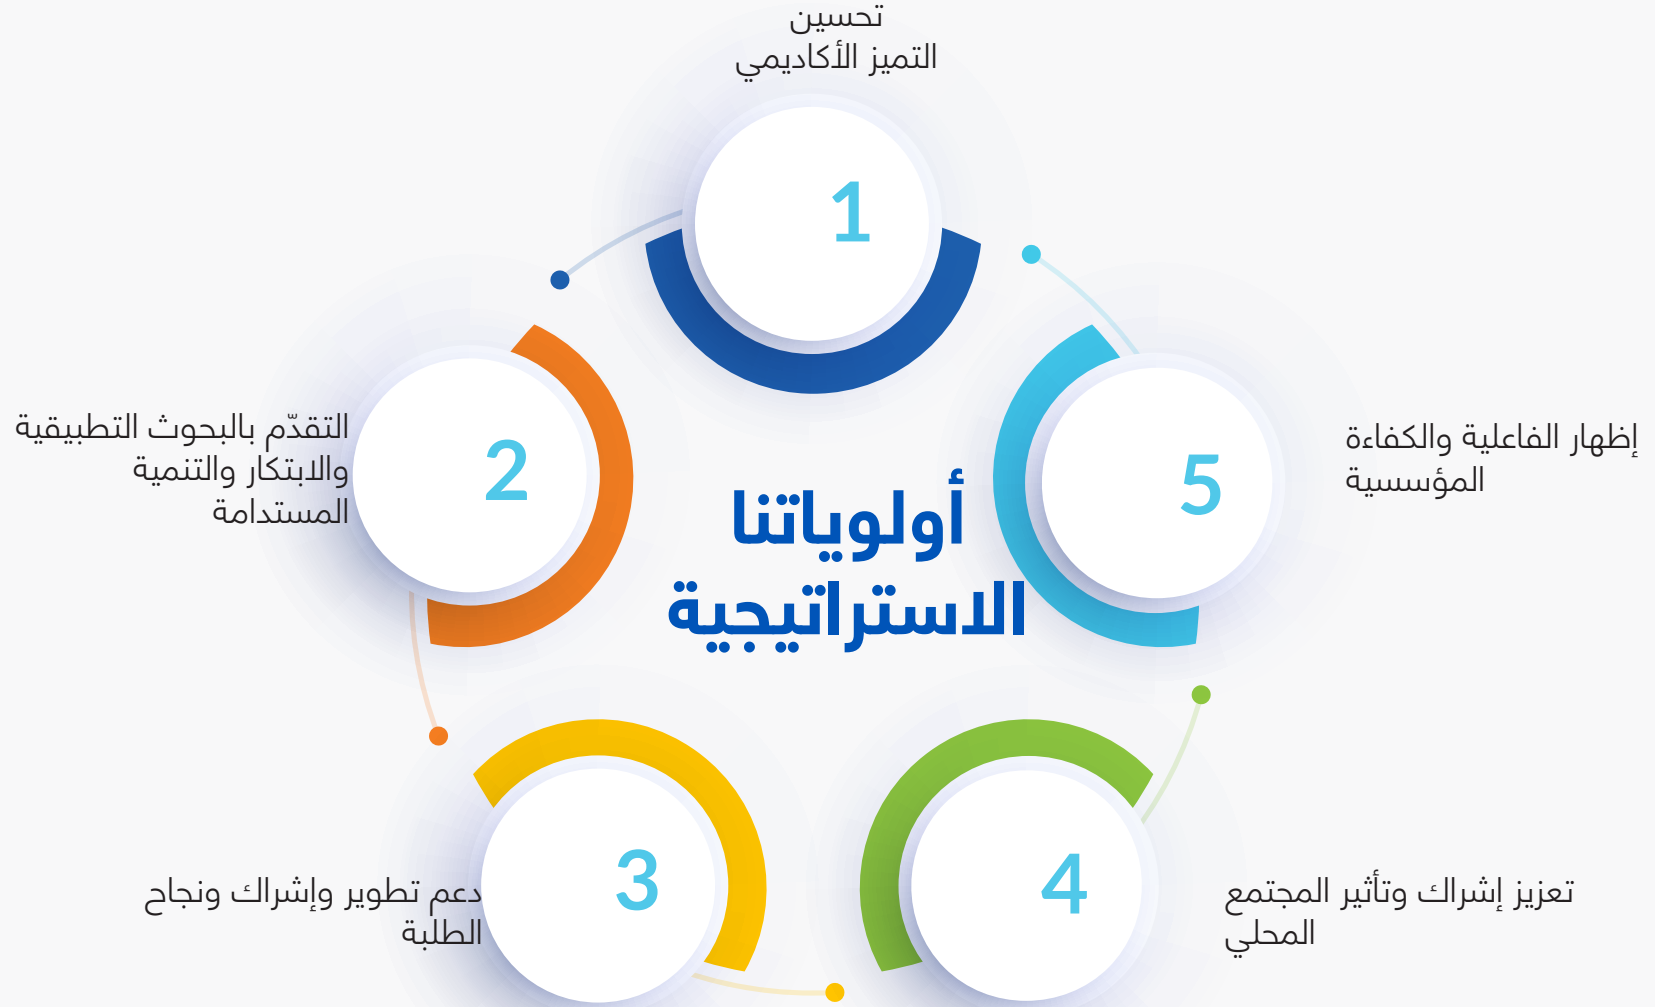 تحسين
التميز الأكاديمي
1
2
التقدّم بالبحوث التطبيقية
والابتكار والتنمية
المستدامة
أولوياتنا
الاستراتيجية
5
إظهار الفاعلية والكفاءة
المؤسسية
3
دعم تطوير وإشراك ونجاح
الطلبة
4
تعزيز إشراك وتأثير المجتمع
المحلي